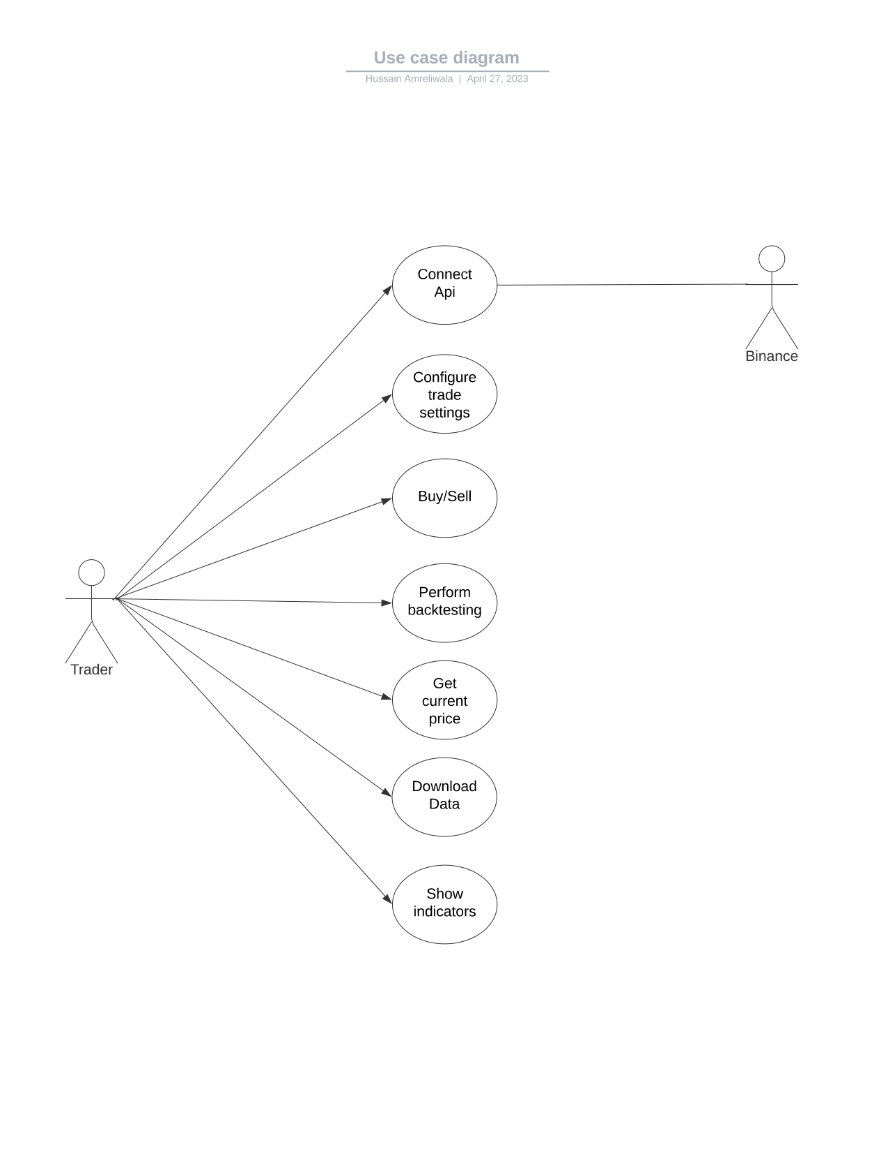 Use case diagram
Hussain Amreliwala | April 27, 2023
Connect
Api
Binance
Configure
trade
settings
Buy/Sell
Perform
backtesting
Trader
Get
current
price
Download
Data
Show
indicators